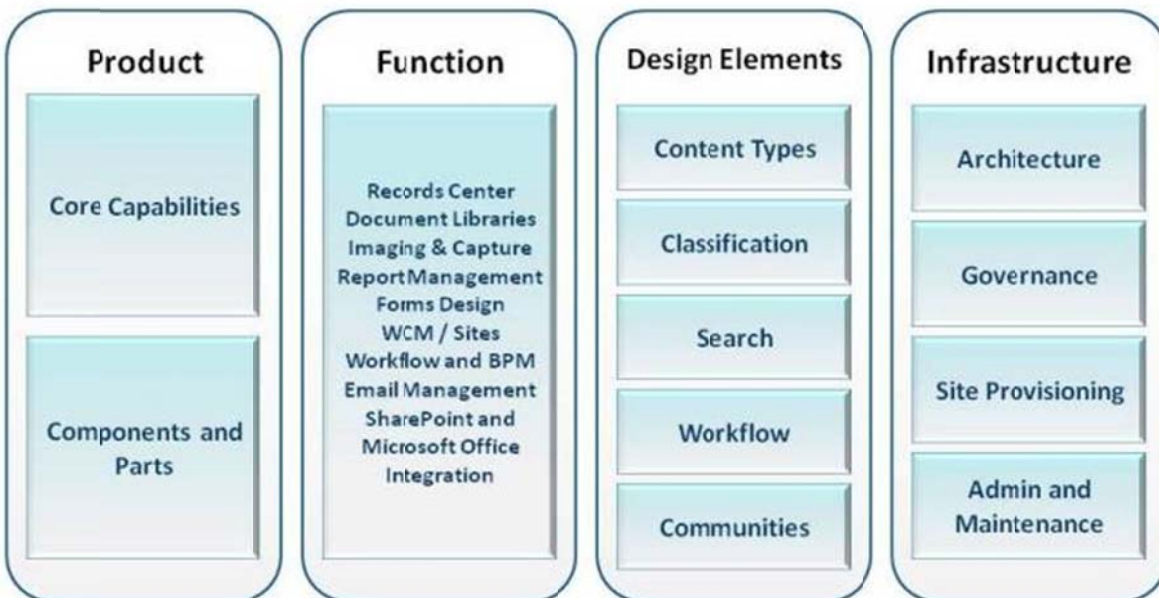 Product
Core Capabilities
Components and
Parts
Function
Records Center
Document Libraries
Imaging & Capture
Report Management
Forms Design
WCM / Sites
Workflow and BPM
Email Management
SharePoint and
Microsoft Office
Integration
Design Elements
Content Types
Classification
Search
Workflow
Communities
Infrastructure
Architecture
Governance
Site Provisioning
Admin and
Maintenance